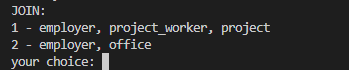 JOIN:
1 - employer, project_worker, project
2 - employer, office
your choice: